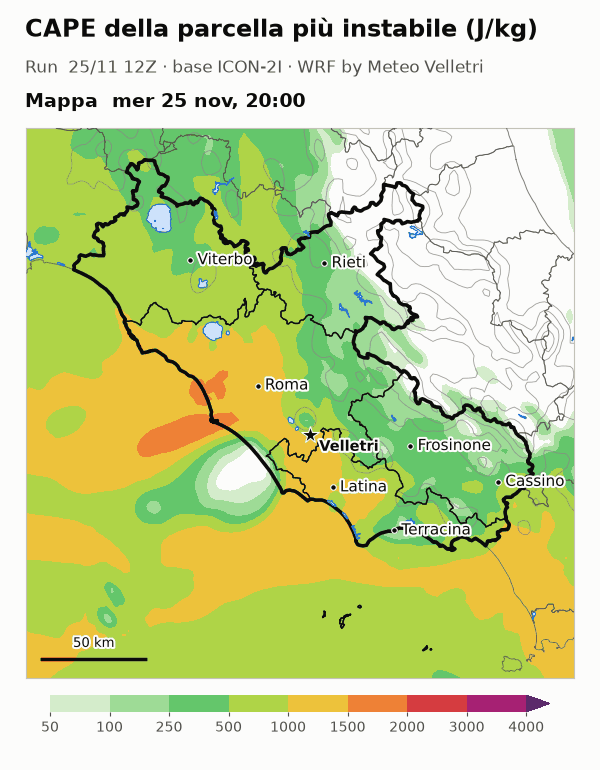 CAPE della parcella più instabile (J/kg)
Run 25/11 12Z · base ICON-2I · WRF by Meteo Velletri
Mappa mer 25 nov, 20:00
Viterbo
Rieti
Roma
Velletri
Frosinone
Latina
Cassino
Terracina
50 km
50 100 250 500 1000 1500 2000 3000 4000